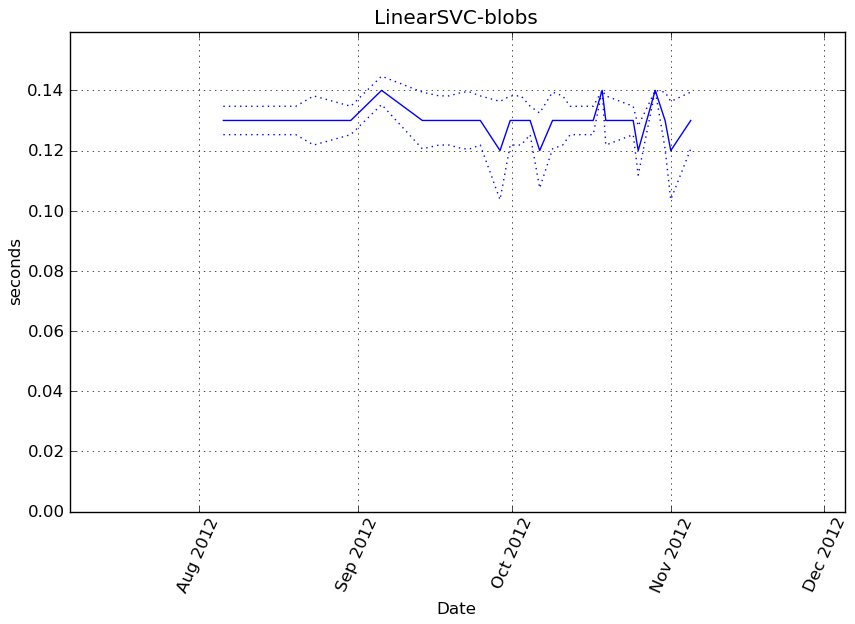 LinearSVC-blobs
0.14
0.12
0.10
0.08
0.06
0.04
0.02
0.00
seconds
Aug 2012
Sep 2012
Oct 2012
Nov 2012
Dec 2012
Date